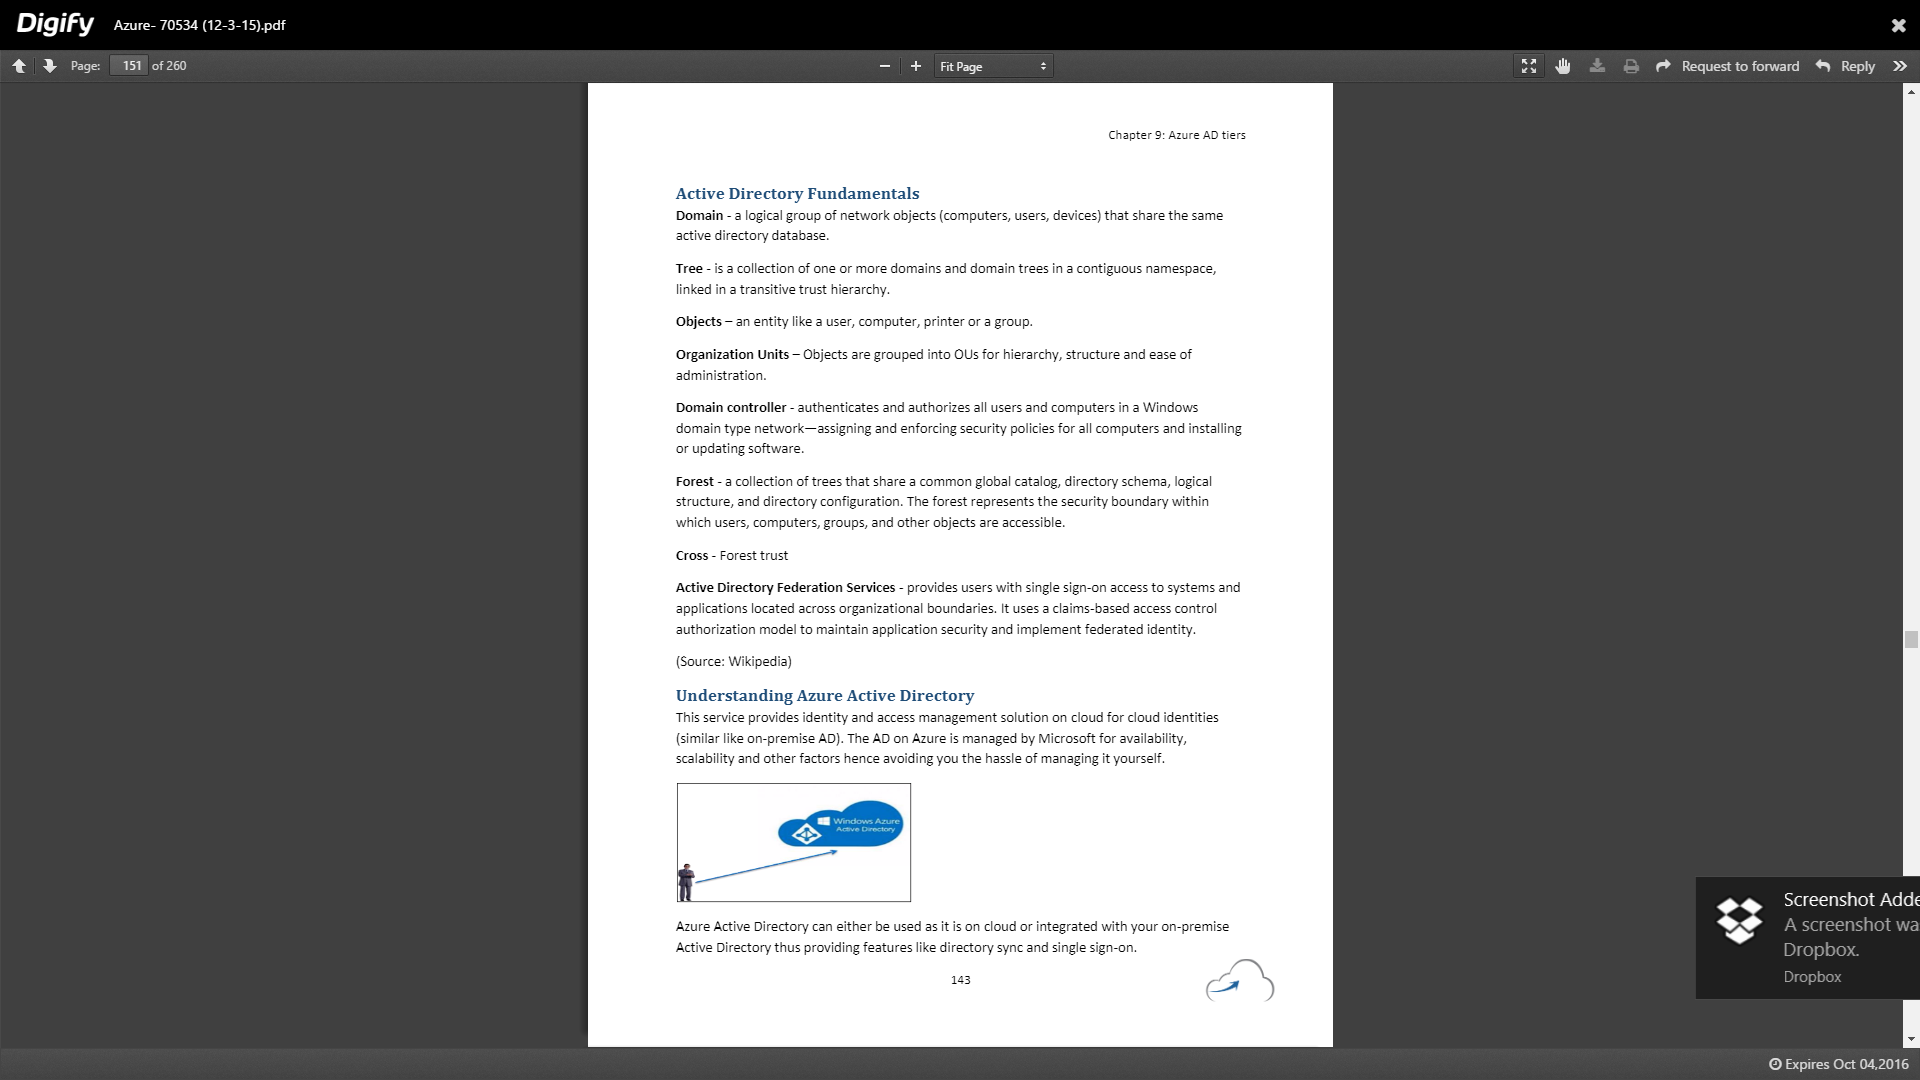 Digify Azure- 70534 (12-3-15).pdf
Page: 151 of 260 Fit Page Request to forward Reply
Chapter 9: Azure AD tiers
Active Directory Fundamentals
Domain - a logical group of network objects (computers, users, devices) that share the same
active directory database.
Tree - is a collection of one or more domains and domain trees in a contiguous namespace,
linked in a transitive trust hierarchy.
Objects – an entity like a user, computer, printer or a group.
Organization Units – Objects are grouped into OUs for hierarchy, structure and ease of
administration.
Domain controller - authenticates and authorizes all users and computers in a Windows
domain type network—assigning and enforcing security policies for all computers and installing
or updating software.
Forest - a collection of trees that share a common global catalog, directory schema, logical
structure, and directory configuration. The forest represents the security boundary within
which users, computers, groups, and other objects are accessible.
Cross - Forest trust
Active Directory Federation Services - provides users with single sign-on access to systems and
applications located across organizational boundaries. It uses a claims-based access control
authorization model to maintain application security and implement federated identity.
(Source: Wikipedia)
Understanding Azure Active Directory
This service provides identity and access management solution on cloud for cloud identities
(similar like on-premise AD). The AD on Azure is managed by Microsoft for availability,
scalability and other factors hence avoiding you the hassle of managing it yourself.
Windows Azure
Active Directory
Azure Active Directory can either be used as it is on cloud or integrated with your on-premise
Active Directory thus providing features like directory sync and single sign-on.
143
Screenshot Adde
A screenshot was
Dropbox.
Dropbox
Expires Oct 04,2016